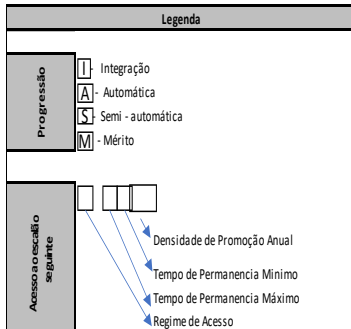 Legenda
Progressão
I - Integração
A - Automática
S - Semi - automática
M - Mérito
Acesso ao escalão
seguinte
Densidade de Promoção Anual
Tempo de Permanencia Minimo
Tempo de Permanencia Máximo
Regime de Acesso